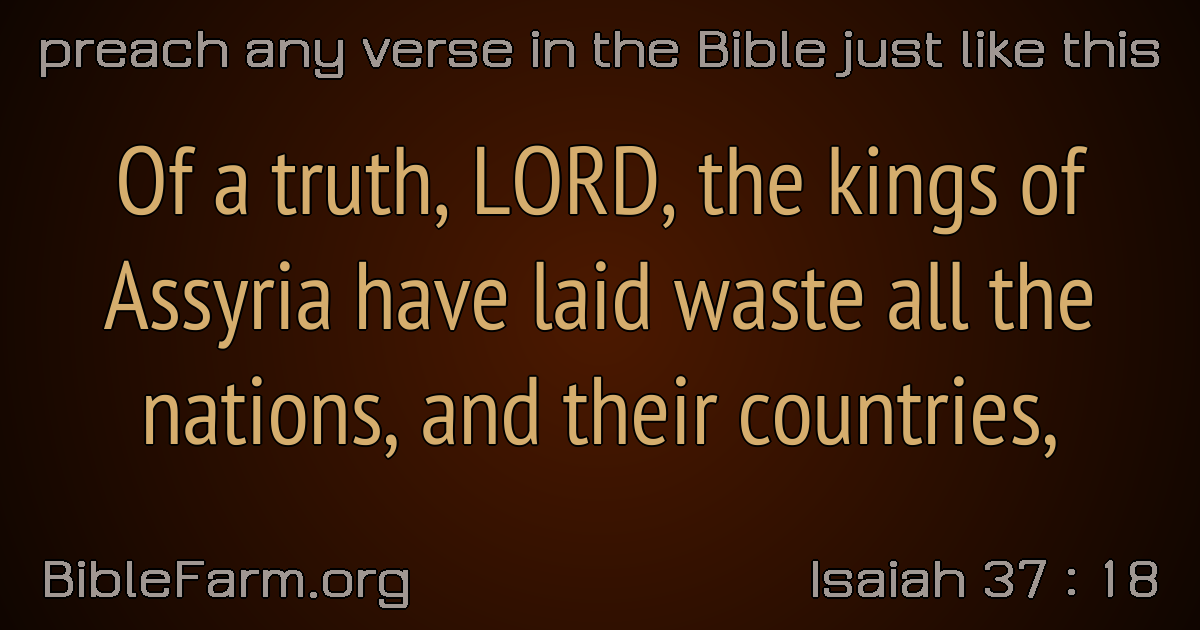 preach any verse in the Bible just like this
Of a truth, LORD, the kings of
Assyria have laid waste all the
nations, and their countries,
BibleFarm.org
Isaiah 37 : 18